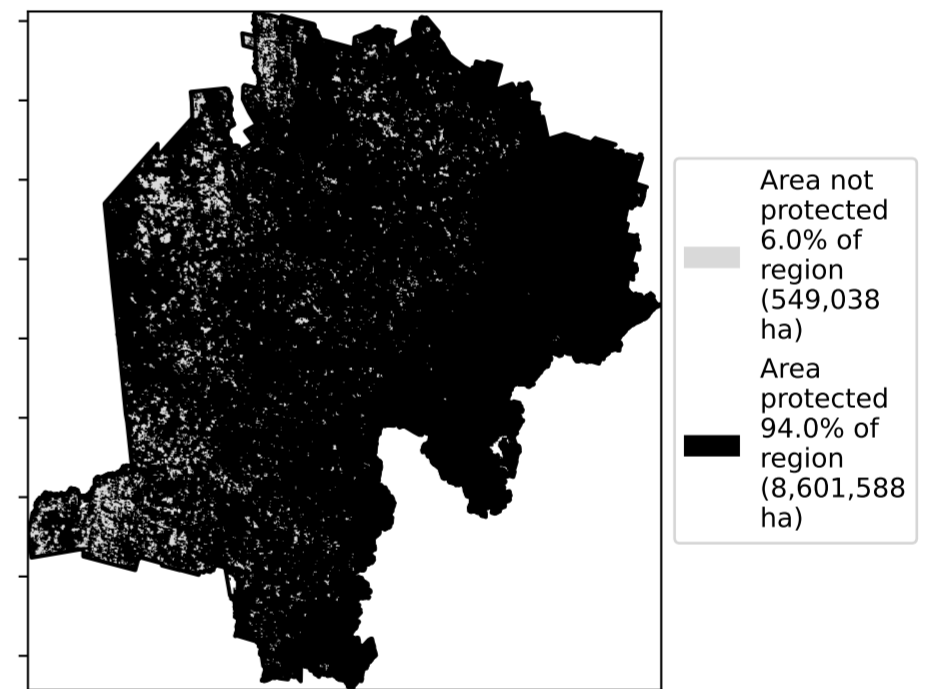 Area not
protected
6.0% of
region
(549,038
ha)
Area
protected
94.0% of
region
(8,601,588
ha)